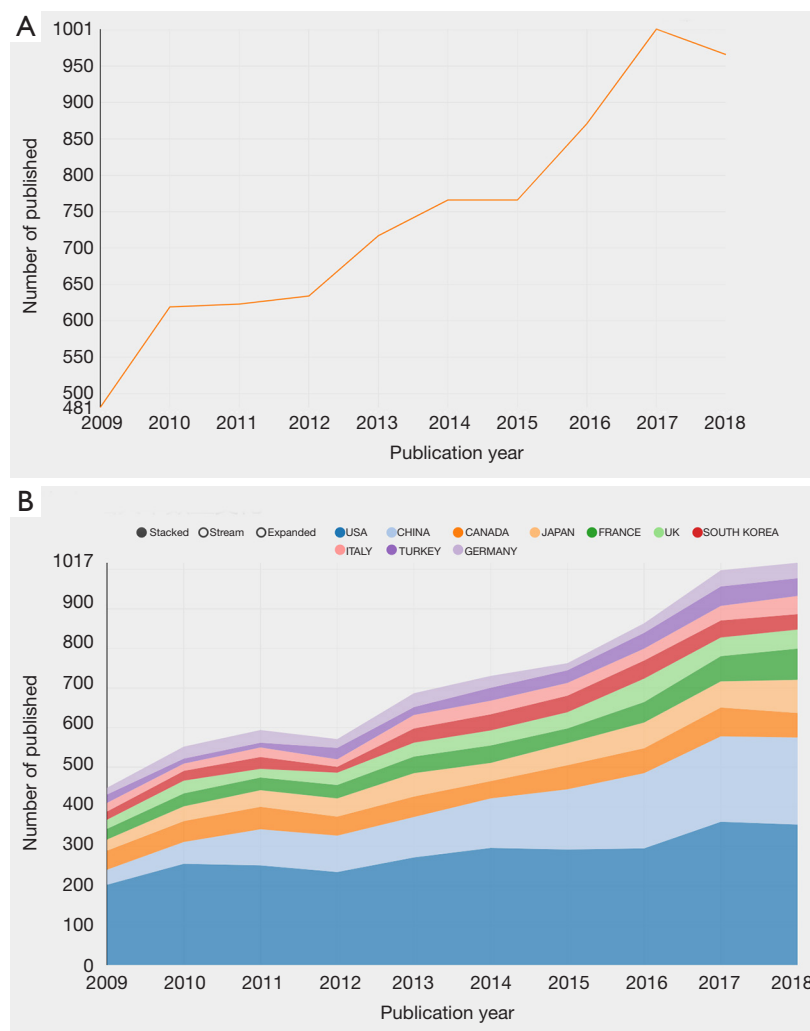 A
1001
950
900
850
800
750
700
650
600
550
500
481
Number of published
2009 2010 2011 2012 2013 2014 2015 2016 2017 2018
Publication year
B
Stacked Stream Expanded USA CHINA CANADA JAPAN FRANCE UK SOUTH KOREA
ITALY TURKEY GERMANY
1017
900
800
700
600
500
400
300
200
100
0
Number of published
2009 2010 2011 2012 2013 2014 2015 2016 2017 2018
Publication year